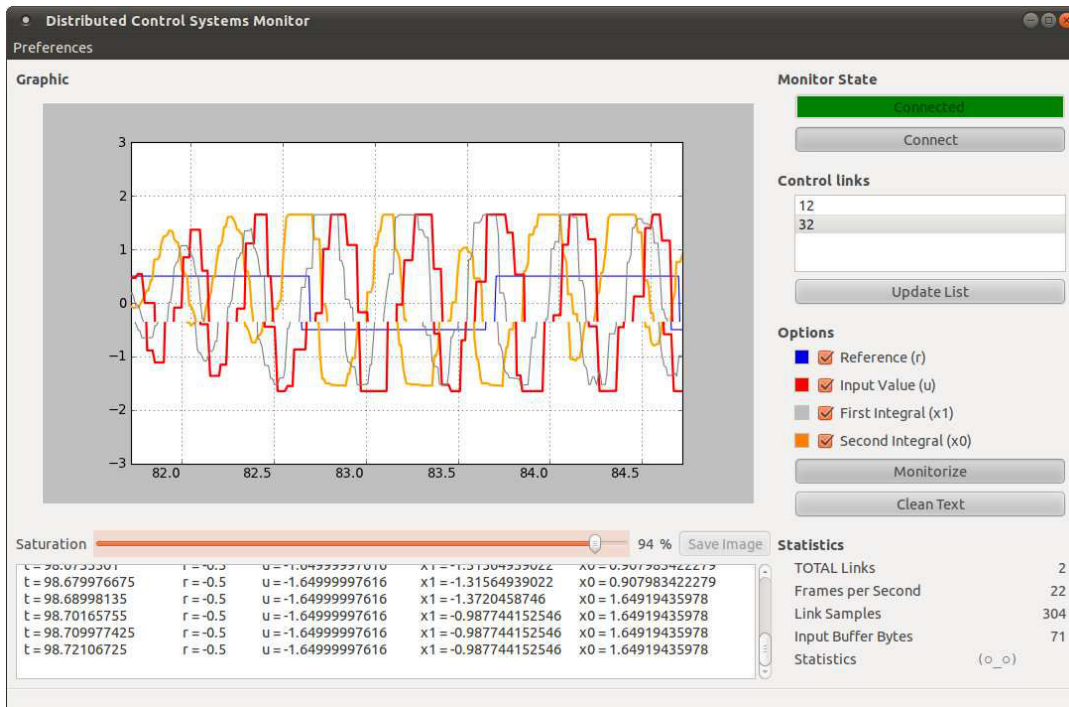 Distributed Control Systems Monitor
Preferences
Graphic
3
2
1
0
−1
−2
−3
82.0 82.5 83.0 83.5 84.0 84.5
Monitor State
Connected
Connect
Control links
12
32
Update List
Options
Reference (r)
Input Value (u)
First Integral (x1)
Second Integral (x0)
Monitorize
Clean Text
Saturation 94 % Save Image
t = 98.679976675 r = -0.5 u = -1.64999997616 x1 = -1.31564939022 x0 = 0.907983422279
t = 98.68998135 r = -0.5 u = -1.64999997616 x1 = -1.3720458746 x0 = 1.64919435978
t = 98.70165755 r = -0.5 u = -1.64999997616 x1 = -0.987744152546 x0 = 1.64919435978
t = 98.709977425 r = -0.5 u = -1.64999997616 x1 = -0.987744152546 x0 = 1.64919435978
t = 98.72106725 r = -0.5 u = -1.64999997616 x1 = -0.987744152546 x0 = 1.64919435978
Statistics
TOTAL Links 2
Frames per Second 22
Link Samples 304
Input Buffer Bytes 71
Statistics (o_o)